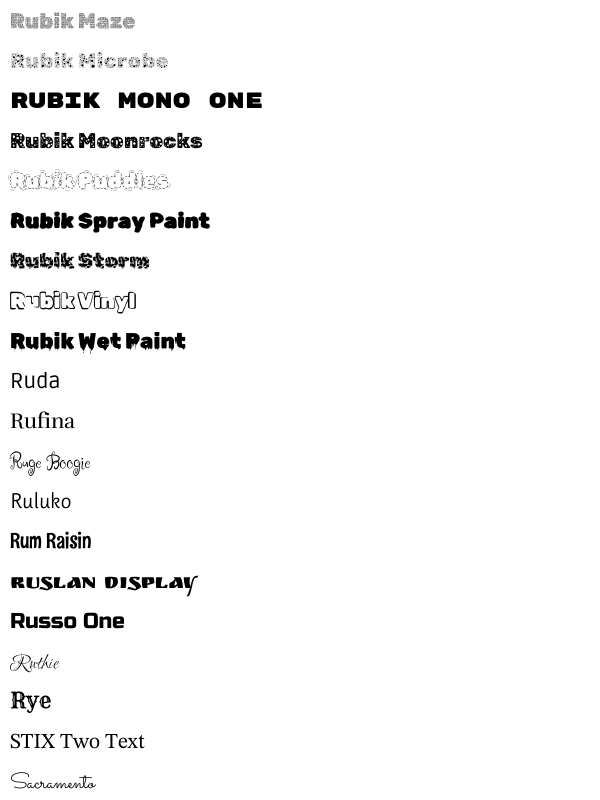 Rubik Maze
Rubik Microbe
RUBIK MONO ONE
Rubik Moonrocks
Rubik Puddles
Rubik Spray Paint
Rubik Storm
Rubik Vinyl
Rubik Wet Paint
Ruda
Rufina
Ruge Boogie
Ruluko
Rum Raisin
RUSLAN DISPLAY
Russo One
Ruthie
Rye
STIX Two Text
Sacramento